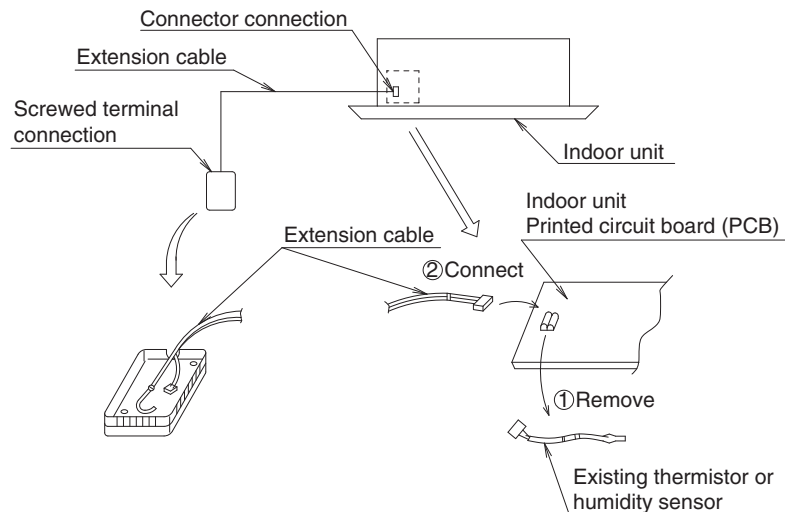 Connector connection
Extension cable
Screwed terminal
connection
Indoor unit
Indoor unit
Printed circuit board (PCB)
Extension cable
②Connect
①Remove
Existing thermistor or
humidity sensor